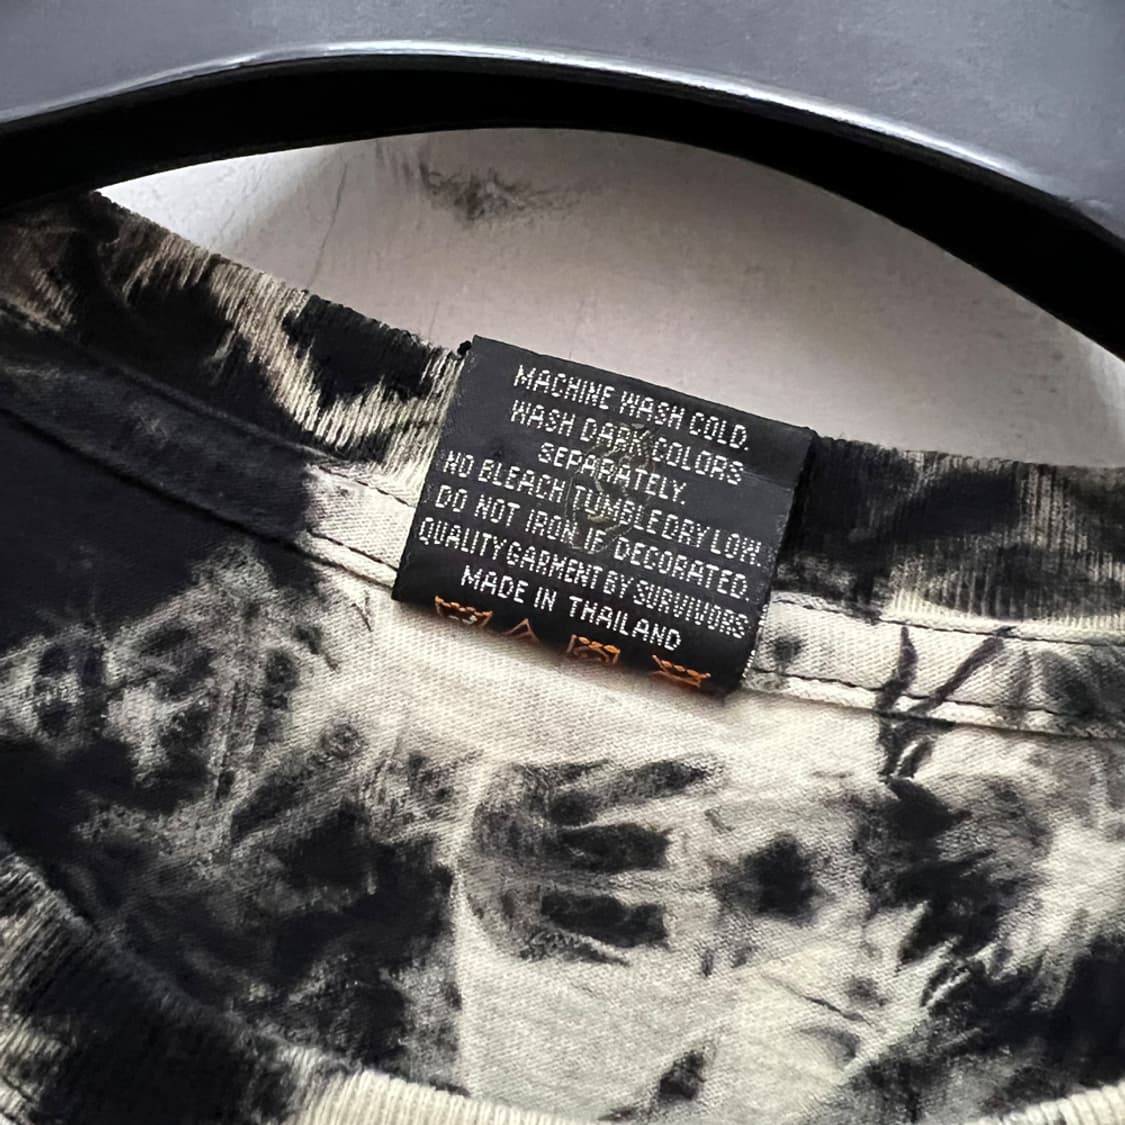 MACHINE WASH COLD.
WASH DARK COLORS
SEPARATELY.
NO BLEACH TUMBLE DRY LOW.
DO NOT IRON IF DECORATED.
QUALITY GARMENT BY SURVIVORS
MADE IN THAILAND